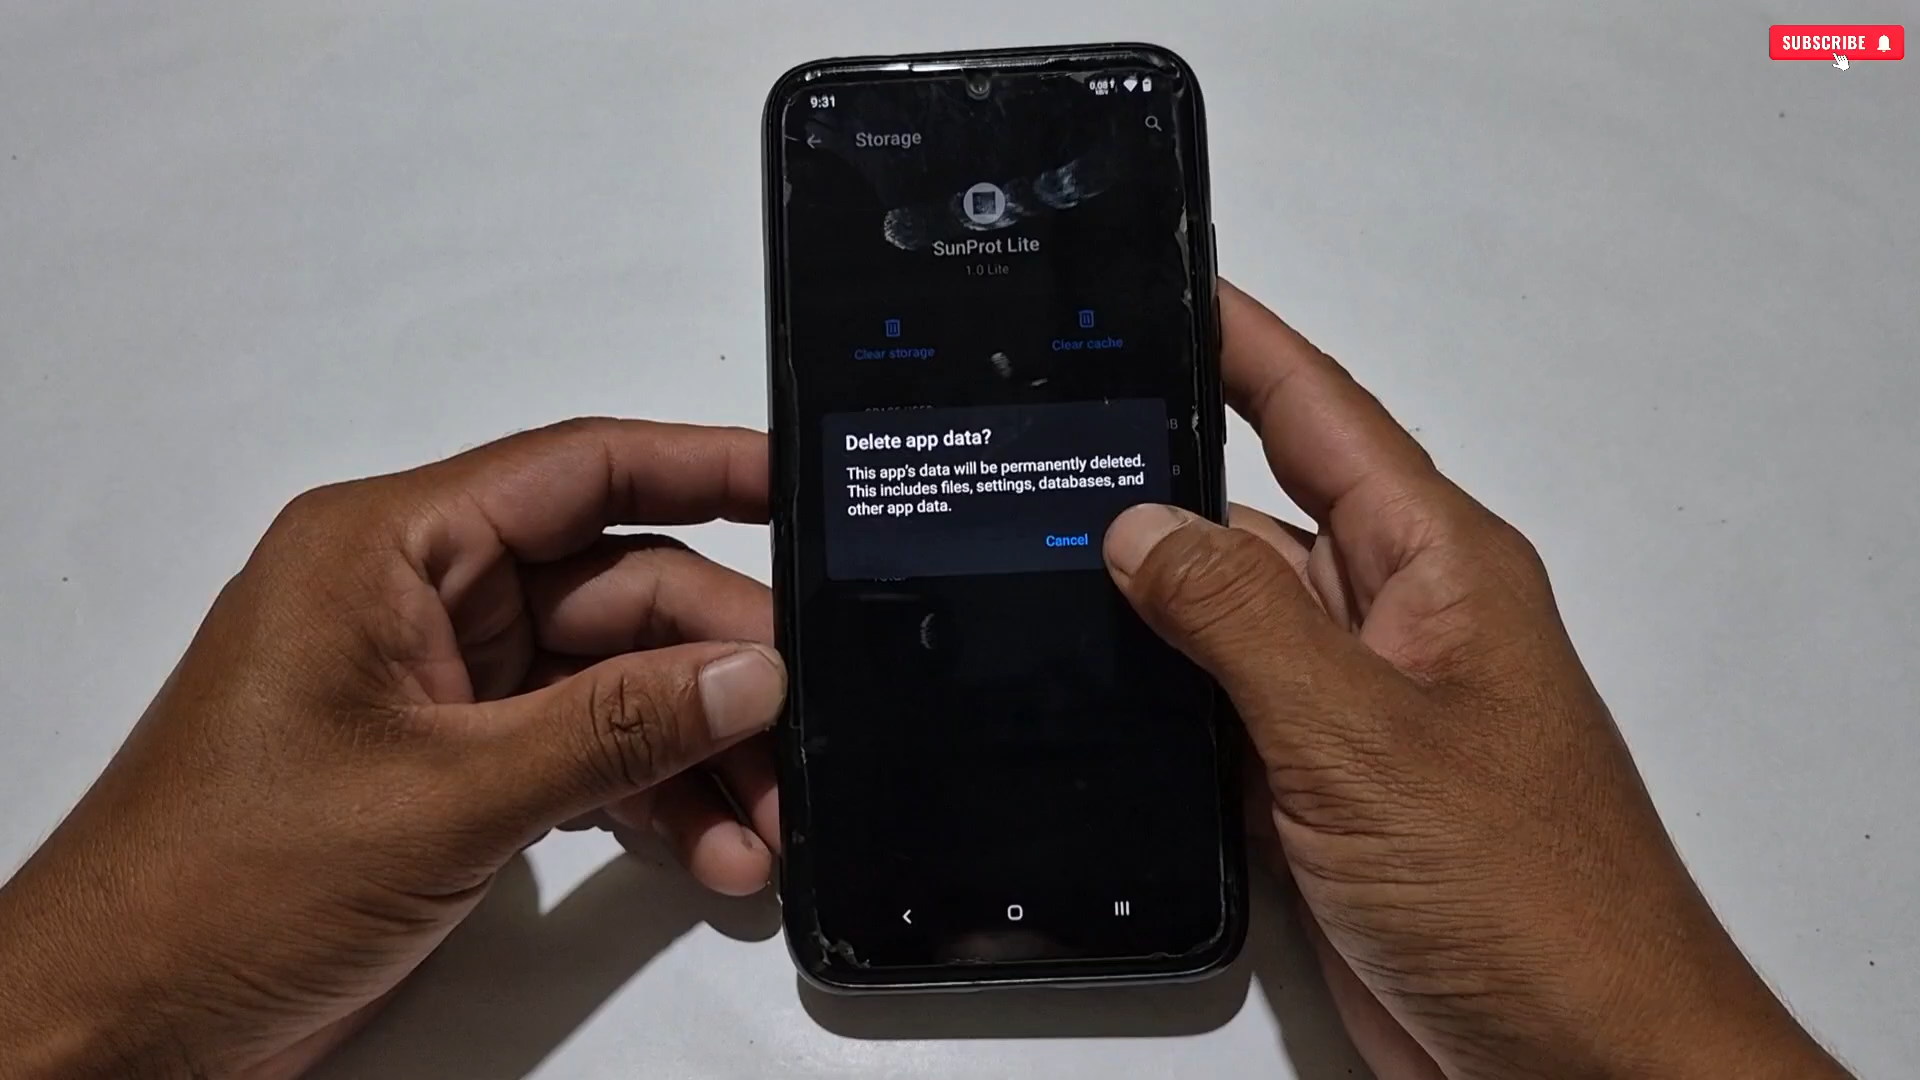 SUBSCRIBE
9:31
Storage
SunProt Lite
1.0 Lite
Clear storage
Clear cache
Delete app data?
This app's data will be permanently deleted.
This includes files, settings, databases, and
other app data.
Cancel